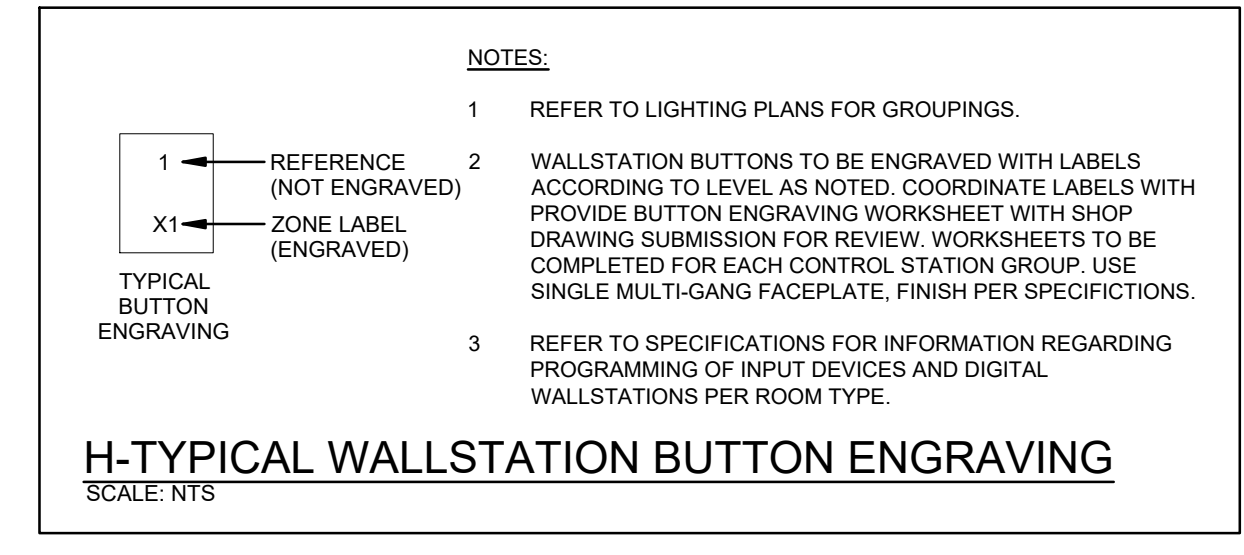 1
REFERENCE
(NOT ENGRAVED)
X1
ZONE LABEL
(ENGRAVED)
TYPICAL
BUTTON
ENGRAVING
NOTES:
1 REFER TO LIGHTING PLANS FOR GROUPINGS.
2 WALLSTATION BUTTONS TO BE ENGRAVED WITH LABELS
ACCORDING TO LEVEL AS NOTED. COORDINATE LABELS WITH
PROVIDE BUTTON ENGRAVING WORKSHEET WITH SHOP
DRAWING SUBMISSION FOR REVIEW. WORKSHEETS TO BE
COMPLETED FOR EACH CONTROL STATION GROUP. USE
SINGLE MULTI-GANG FACEPLATE, FINISH PER SPECIFICTIONS.
3 REFER TO SPECIFICATIONS FOR INFORMATION REGARDING
PROGRAMMING OF INPUT DEVICES AND DIGITAL
WALLSTATIONS PER ROOM TYPE.
H-TYPICAL WALLSTATION BUTTON ENGRAVING
SCALE: NTS